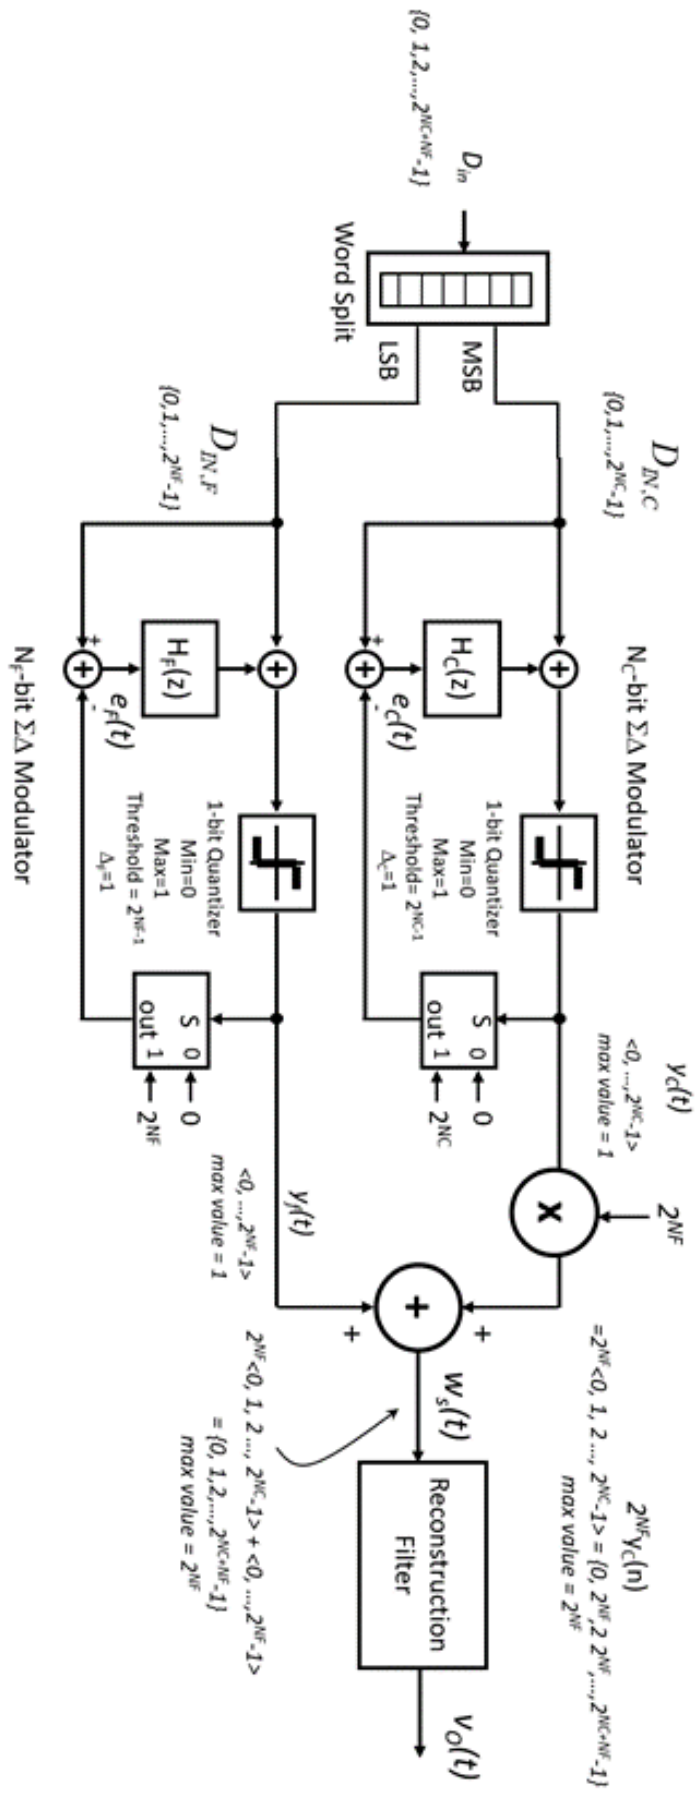 {0, 1,2,...,2^{NC+NF}-1}
D_{in}
Word Split
MSB
LSB
D_{IN,C}
{0,1,...,2^{NC}-1}
N_C-bit ΣΔ Modulator
+
H_C(z)
+
+
-
e_C(t)
1-bit Quantizer
Min=0
Max=1
Threshold= 2^{NC-1}
Δ_C=1
S 0
out 1
0
2^{NC}
y_C(t)
<0, ...,2^{NC}-1>
max value = 1
X
2^{NF}
2^{NF}y_C(n)
=2^{NF}<0, 1, 2 ..., 2^{NC}-1> = {0, 2^{NF},2 2^{NF},...,2^{NC+NF}-1}
max value = 2^{NF}
D_{IN,F}
{0,1,...,2^{NF}-1}
+
H_F(z)
+
+
-
e_F(t)
1-bit Quantizer
Min=0
Max=1
Threshold = 2^{NF-1}
Δ_F=1
S 0
out 1
0
2^{NF}
N_F-bit ΣΔ Modulator
y_f(t)
<0, ...,2^{NF}-1>
max value = 1
+
+
+
w_s(t)
2^{NF}<0, 1, 2 ..., 2^{NC}-1> + <0, ...,2^{NF}-1>
= {0, 1,2,...,2^{NC+NF}-1}
max value = 2^{NF}
Reconstruction
Filter
v_O(t)